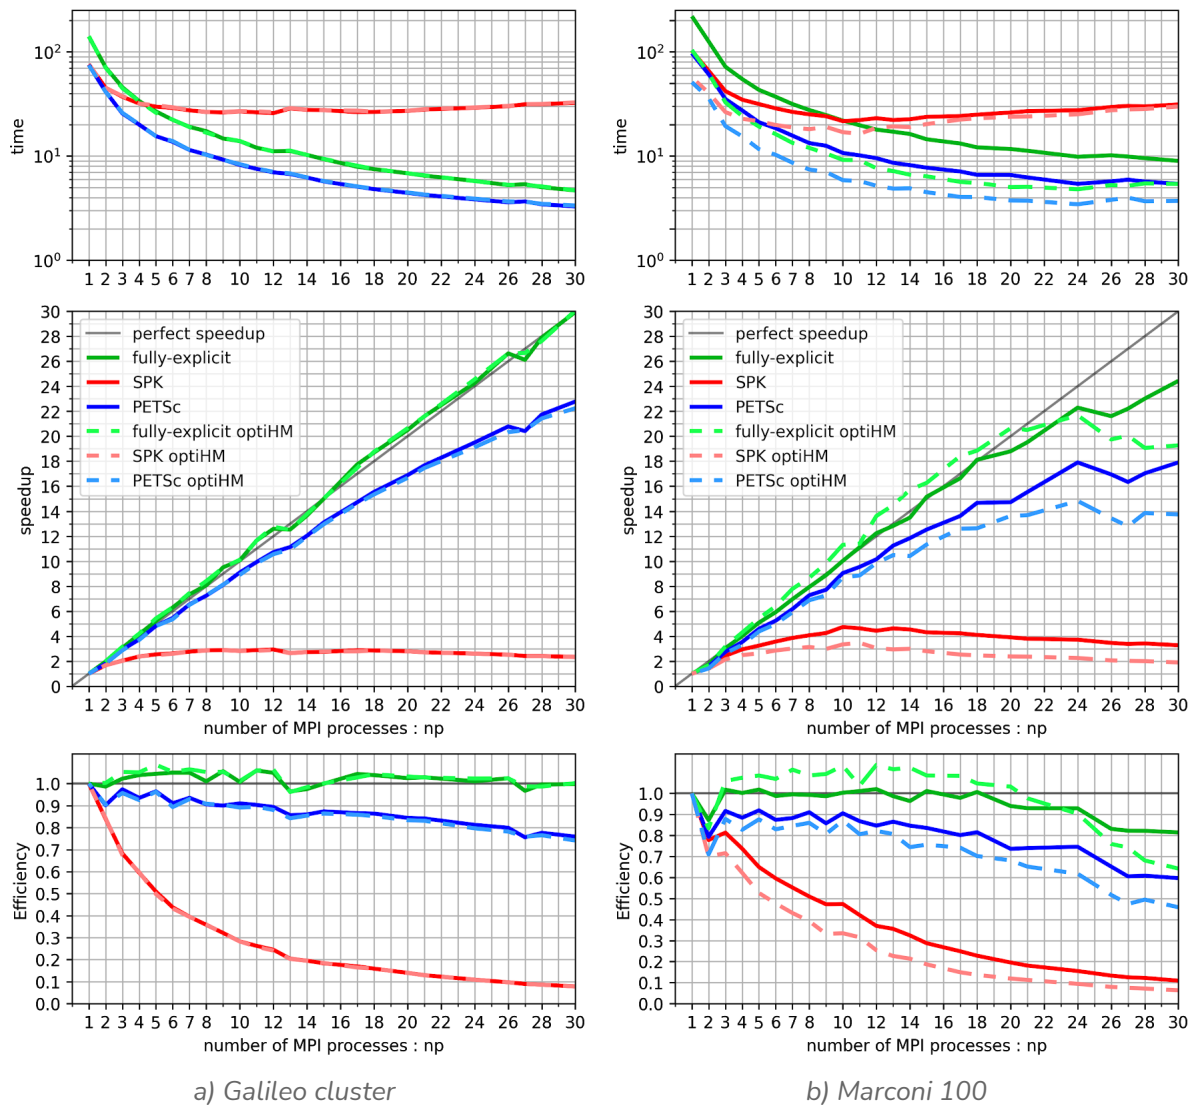 time
10²
10¹
10⁰
1 2 3 4 5 6 7 8 10 12 14 16 18 20 22 24 26 28 30
time
10²
10¹
10⁰
1 2 3 4 5 6 7 8 10 12 14 16 18 20 22 24 26 28 30
speedup
30
28
26
24
22
20
18
16
14
12
10
8
6
4
2
0
perfect speedup
fully-explicit
SPK
PETSc
fully-explicit optiHM
SPK optiHM
PETSc optiHM
1 2 3 4 5 6 7 8 10 12 14 16 18 20 22 24 26 28 30
number of MPI processes : np
speedup
30
28
26
24
22
20
18
16
14
12
10
8
6
4
2
0
perfect speedup
fully-explicit
SPK
PETSc
fully-explicit optiHM
SPK optiHM
PETSc optiHM
1 2 3 4 5 6 7 8 10 12 14 16 18 20 22 24 26 28 30
number of MPI processes : np
Efficiency
1.0
0.9
0.8
0.7
0.6
0.5
0.4
0.3
0.2
0.1
0.0
1 2 3 4 5 6 7 8 10 12 14 16 18 20 22 24 26 28 30
number of MPI processes : np
Efficiency
1.0
0.9
0.8
0.7
0.6
0.5
0.4
0.3
0.2
0.1
0.0
1 2 3 4 5 6 7 8 10 12 14 16 18 20 22 24 26 28 30
number of MPI processes : np
a) Galileo cluster
b) Marconi 100